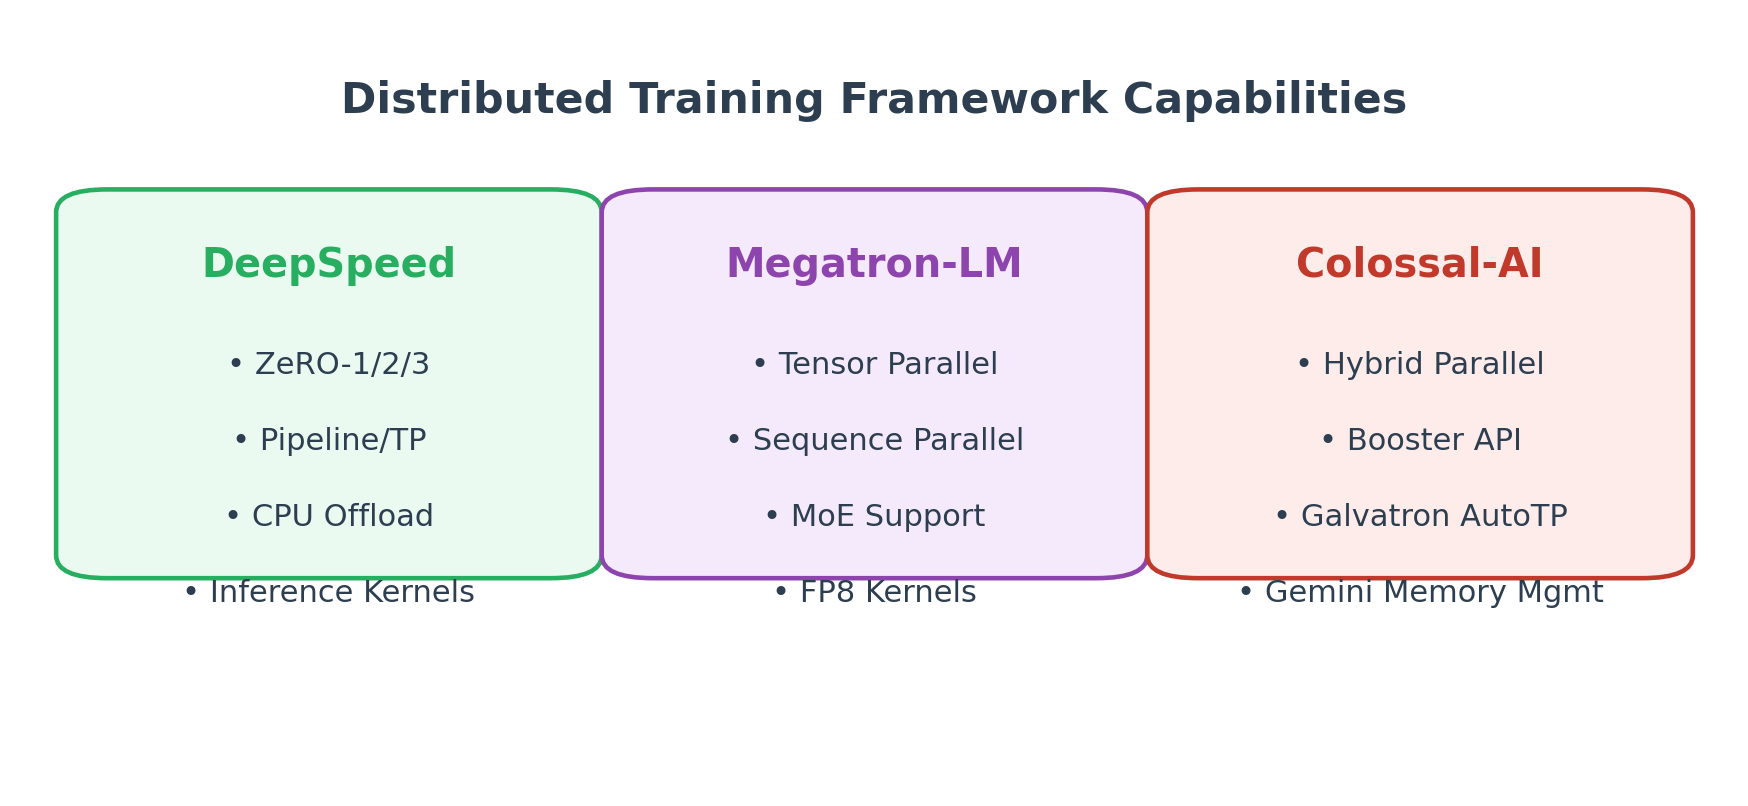 Distributed Training Framework Capabilities
DeepSpeed
• ZeRO-1/2/3
• Pipeline/TP
• CPU Offload
• Inference Kernels
Megatron-LM
• Tensor Parallel
• Sequence Parallel
• MoE Support
• FP8 Kernels
Colossal-AI
• Hybrid Parallel
• Booster API
• Galvatron AutoTP
• Gemini Memory Mgmt